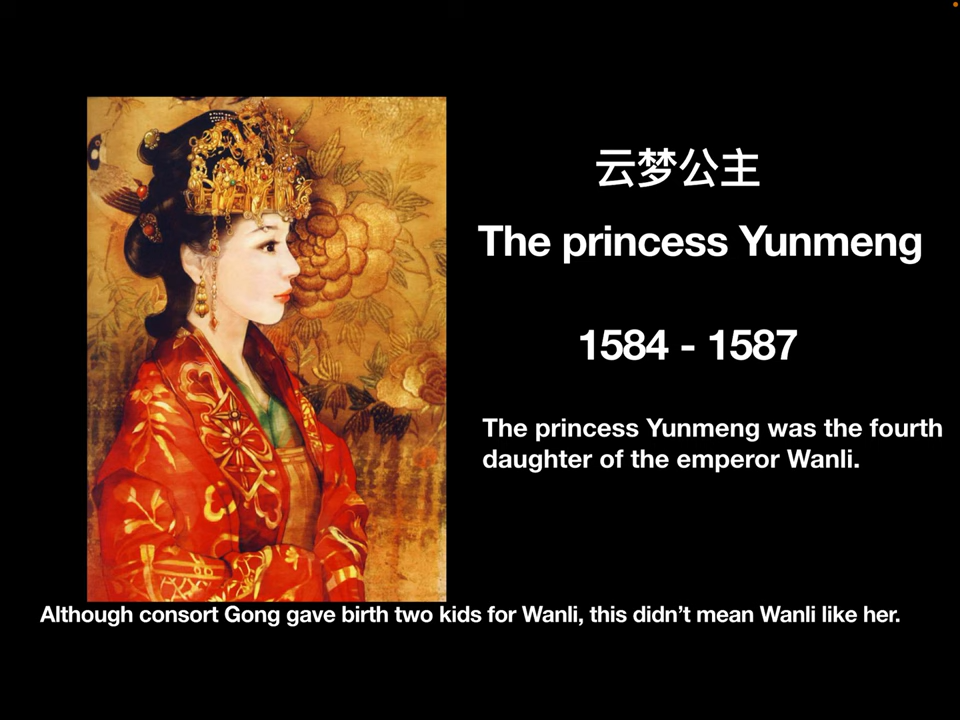 云梦公主
The princess Yunmeng
1584 - 1587
The princess Yunmeng was the fourth
daughter of the emperor Wanli.
Although consort Gong gave birth two kids for Wanli, this didn’t mean Wanli like her.